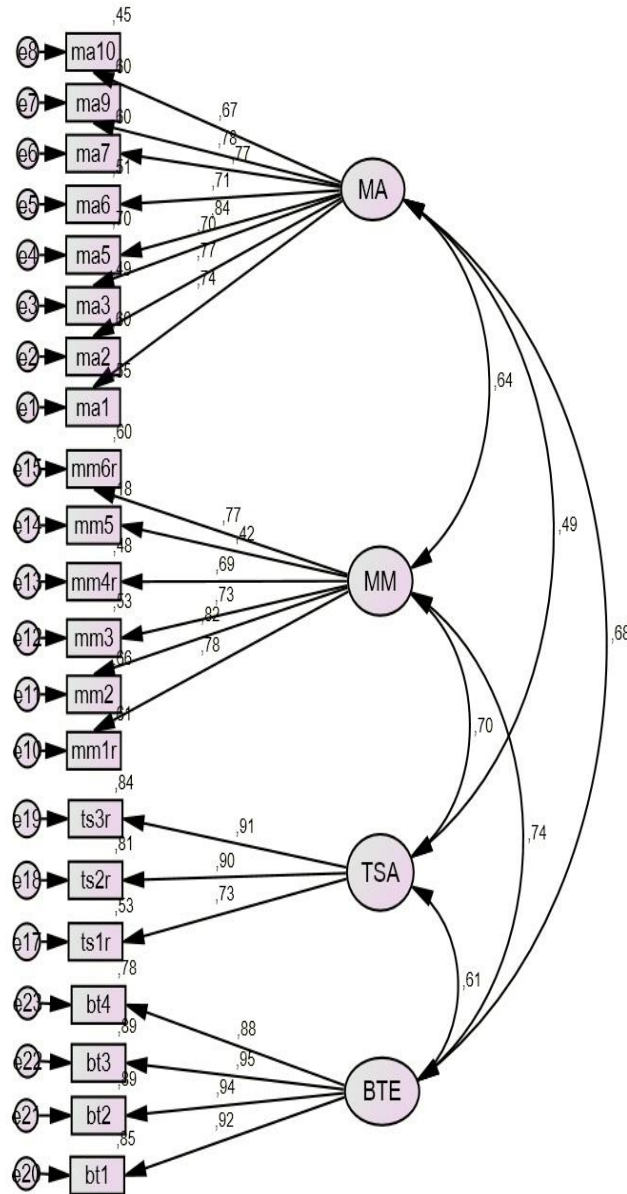 ,45
e8 ma10
,60
e7 ma9
,60
e6 ma7
,51
e5 ma6
,70
e4 ma5
,49
e3 ma3
,60
e2 ma2
,55
e1 ma1
,67
,78
,77
,71
,84
,70
,77
,74
MA
,60
e15 mm6r
,18
e14 mm5
,48
e13 mm4r
,53
e12 mm3
,66
e11 mm2
,61
e10 mm1r
,77
,42
,69
,73
,82
,78
MM
,84
e19 ts3r
,81
e18 ts2r
,53
e17 ts1r
,91
,90
,73
TSA
,78
e23 bt4
,89
e22 bt3
,89
e21 bt2
,85
e20 bt1
,88
,95
,94
,92
BTE
,64
,49
,68
,70
,74
,61